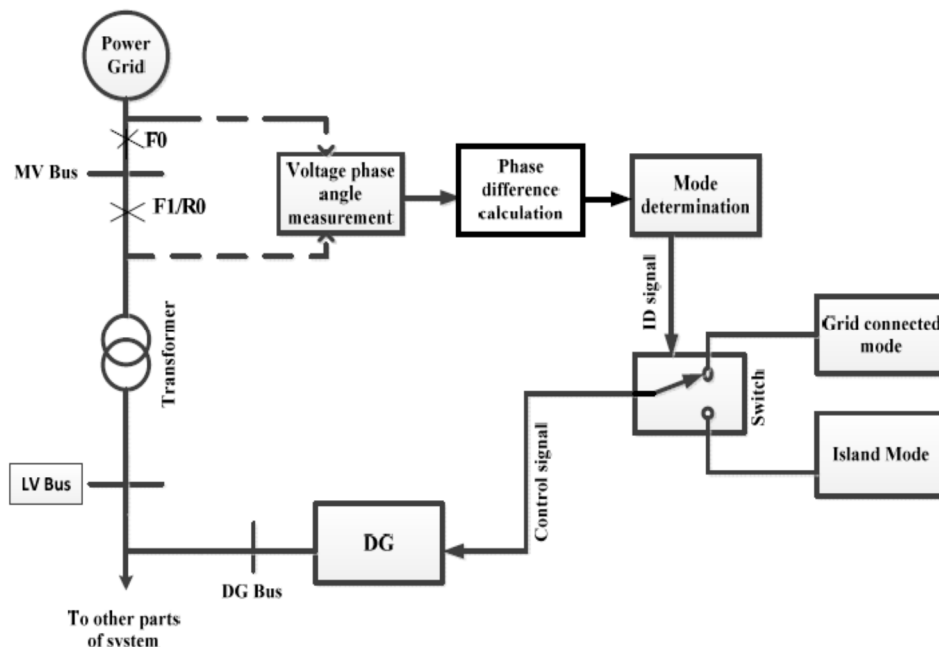 Power
Grid
F0
MV Bus
F1/R0
Voltage phase
angle
measurement
Phase
difference
calculation
Mode
determination
ID signal
Transformer
Grid connected
mode
Switch
Island Mode
Control signal
LV Bus
DG
DG Bus
To other parts
of system